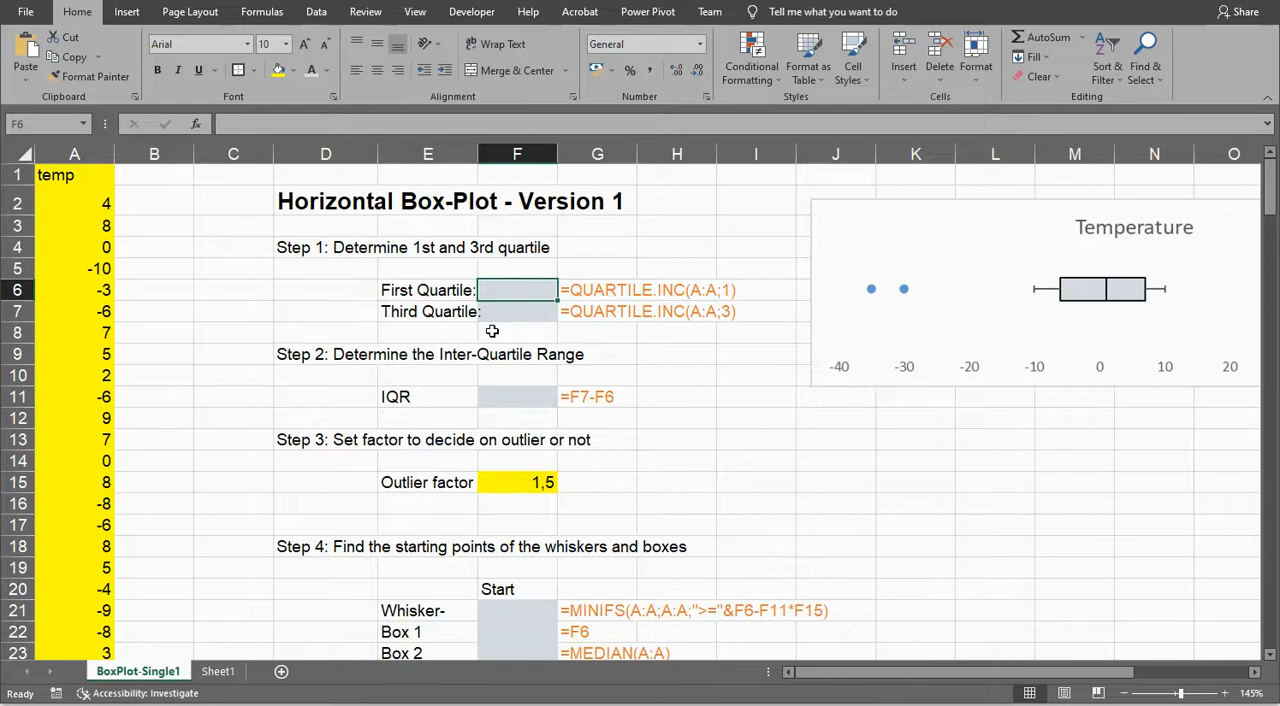 File Home Insert Page Layout Formulas Data Review View Developer Help Acrobat Power Pivot Team Tell me what you want to do Share
Paste
Cut
Copy
Format Painter
Clipboard
Arial 10
B I U
Font
Wrap Text
Merge & Center
Alignment
General
% ,
Number
Conditional Formatting
Format as Table
Cell Styles
Styles
Insert Delete Format
Cells
AutoSum
Fill
Clear
Sort & Filter
Find & Select
Editing
F6 fx
A B C D E F G H I J K L M N O
1 temp
2 4 Horizontal Box-Plot - Version 1
3 8
4 0 Step 1: Determine 1st and 3rd quartile
5 -10
6 -3 First Quartile: =QUARTILE.INC(A:A;1)
7 -6 Third Quartile: =QUARTILE.INC(A:A;3)
8 7
9 5 Step 2: Determine the Inter-Quartile Range
10 2
11 -6 IQR =F7-F6
12 9
13 7 Step 3: Set factor to decide on outlier or not
14 0
15 8 Outlier factor 1,5
16 -8
17 -6
18 8 Step 4: Find the starting points of the whiskers and boxes
19 5
20 -4 Start
21 -9 Whisker- =MINIFS(A:A;A:A;">="&F6-F11*F15)
22 -8 Box 1 =F6
23 3 Box 2 =MEDIAN(A:A)
Temperature
-40 -30 -20 -10 0 10 20
BoxPlot-Single1 Sheet1
Ready Accessibility: Investigate 145%